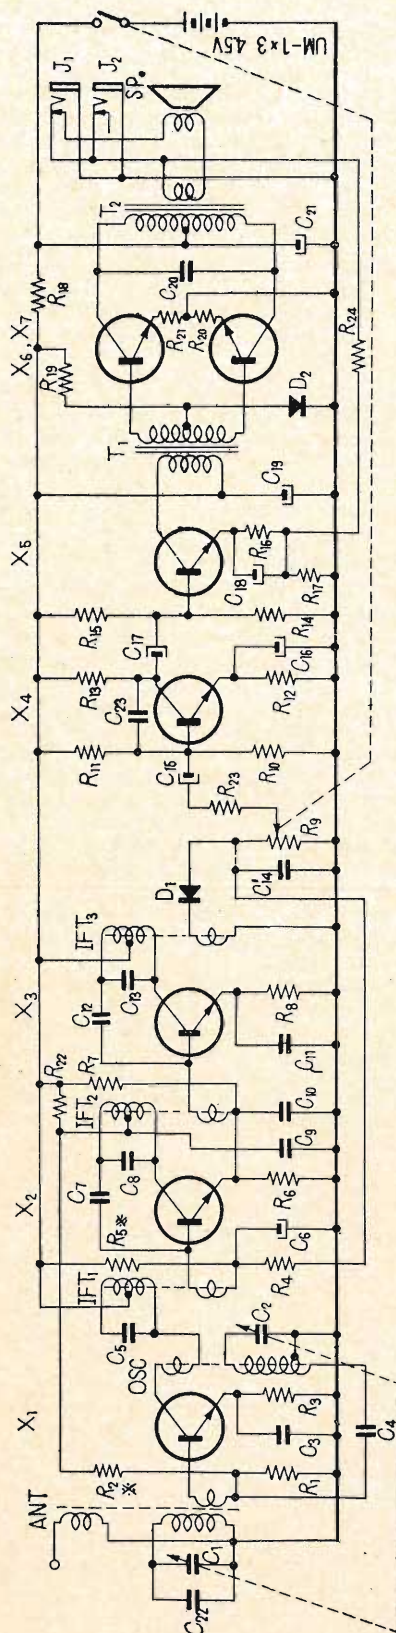 X₁
X₂
X₃
X₄
X₅
X₆, X₇
ANT
R₂※
C₂₂
C₁
R₁
C₃
R₃
C₄
OSC
C₂
IFT₁
C₅
R₅※
R₄
C₆
C₇
C₈
IFT₂
R₂₂
R₇
R₆
C₉
C₁₀
C₁₂
C₁₃
IFT₃
C₁₁
R₈
D₁
C₁₄
R₉
R₂₃
C₁₅
R₁₁
C₂₃
R₁₃
R₁₀
R₁₂
C₁₆
C₁₇
R₁₅
R₁₄
C₁₈
R₁₆
R₁₇
C₁₉
T₁
R₁₉
D₂
R₁₈
R₂₁
R₂₀
C₂₀
T₂
C₂₁
R₂₄
J₁
J₂
SP.
UM-1×3 4.5V